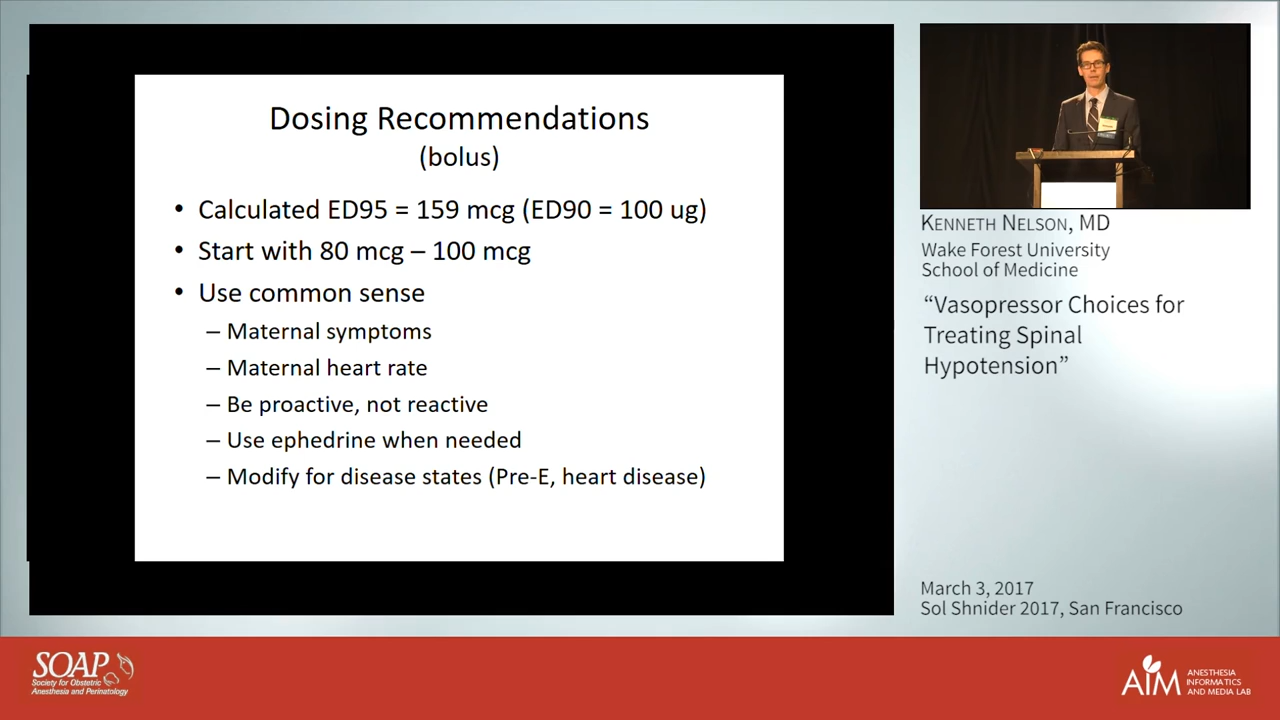 Dosing Recommendations
(bolus)
• Calculated ED95 = 159 mcg (ED90 = 100 ug)
• Start with 80 mcg – 100 mcg
• Use common sense
– Maternal symptoms
– Maternal heart rate
– Be proactive, not reactive
– Use ephedrine when needed
– Modify for disease states (Pre-E, heart disease)
KENNETH NELSON, MD
Wake Forest University
School of Medicine
“Vasopressor Choices for
Treating Spinal
Hypotension”
March 3, 2017
Sol Shnider 2017, San Francisco
SOAP
Society for Obstetric
Anesthesia and Perinatology
AIM
ANESTHESIA
INFORMATICS
AND MEDIA LAB